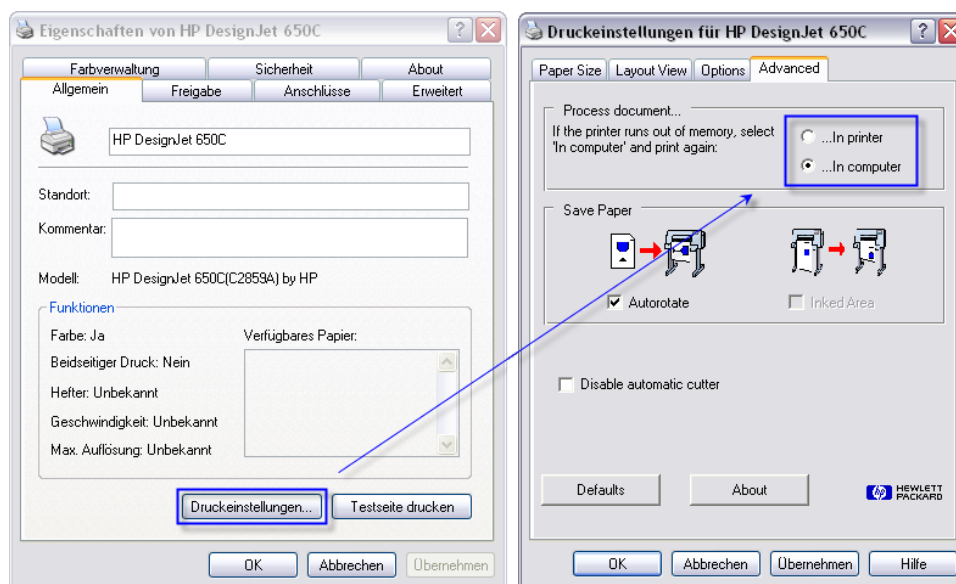 Eigenschaften von HP DesignJet 650C
Farbverwaltung
Sicherheit
About
Allgemein
Freigabe
Anschlüsse
Erweitert
HP DesignJet 650C
Standort:
Kommentar:
Modell: HP DesignJet 650C(C2859A) by HP
Funktionen
Farbe: Ja
Verfügbares Papier:
Beidseitiger Druck: Nein
Hefter: Unbekannt
Geschwindigkeit: Unbekannt
Max. Auflösung: Unbekannt
Druckeinstellungen...
Testseite drucken
OK
Abbrechen
Übernehmen
Druckeinstellungen für HP DesignJet 650C
Paper Size
Layout View
Options
Advanced
Process document...
If the printer runs out of memory, select
'In computer' and print again:
...In printer
...In computer
Save Paper
Autorotate
Inked Area
Disable automatic cutter
Defaults
About
hp HEWLETT
PACKARD
OK
Abbrechen
Übernehmen
Hilfe